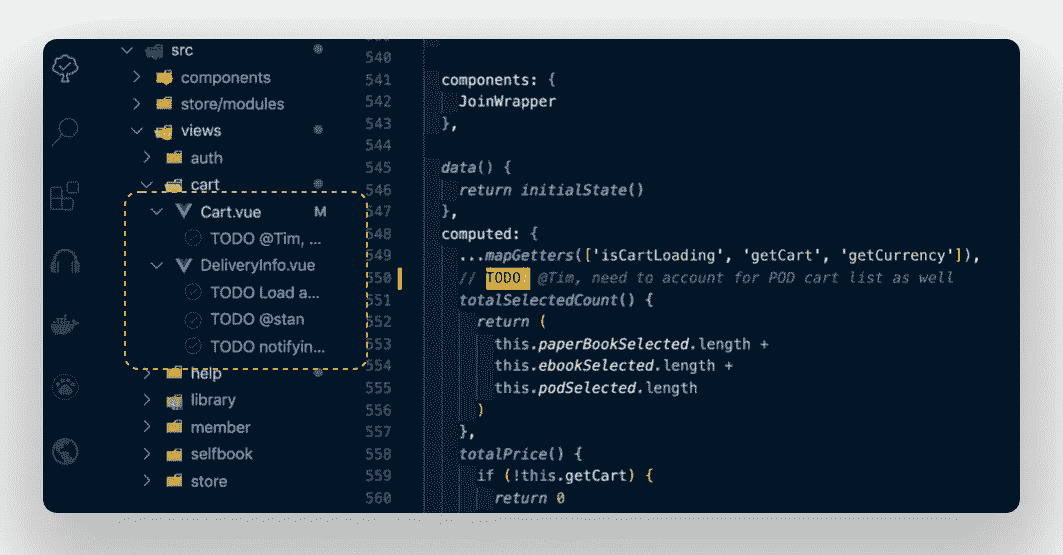 src
components
store/modules
views
auth
cart
Cart.vue M
TODO @Tim, ...
DeliveryInfo.vue
TODO Load a...
TODO @stan
TODO notifyin...
help
library
member
selfbook
store
540
541 components: {
542 JoinWrapper
543 },
544
545 data() {
546 return initialState()
547 },
548 computed: {
549 ...mapGetters(['isCartLoading', 'getCart', 'getCurrency']),
550 // TODO: @Tim, need to account for POD cart list as well
551 totalSelectedCount() {
552 return (
553 this.paperBookSelected.length +
554 this.ebookSelected.length +
555 this.podSelected.length
556 )
557 },
558 totalPrice() {
559 if (!this.getCart) {
560 return 0